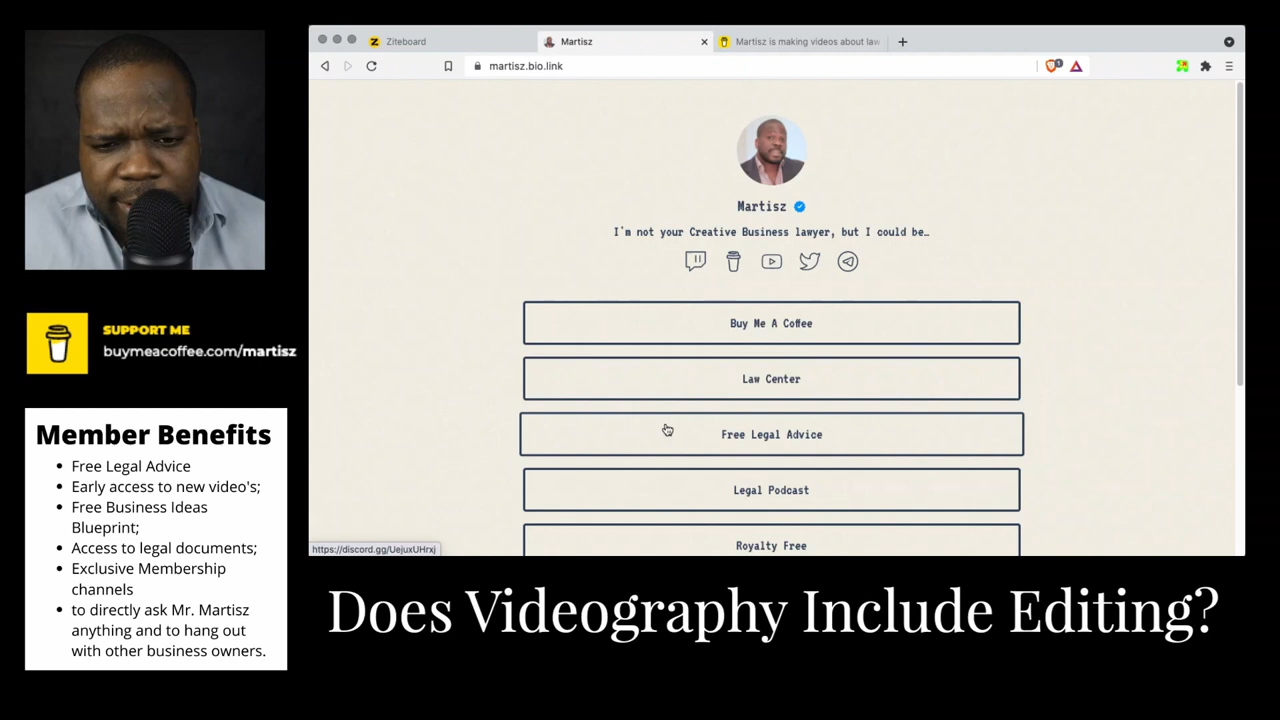 Ziteboard
Martisz
Martisz is making videos about law
martisz.bio.link
Martisz
I'm not your Creative Business lawyer, but I could be…
Buy Me A Coffee
Law Center
Free Legal Advice
Legal Podcast
Royalty Free
https://discord.gg/UejuxUHrxj
SUPPORT ME
buymeacoffee.com/martisz
Member Benefits
• Free Legal Advice
• Early access to new video's;
• Free Business Ideas
Blueprint;
• Access to legal documents;
• Exclusive Membership
channels
• to directly ask Mr. Martisz
anything and to hang out
with other business owners.
Does Videography Include Editing?